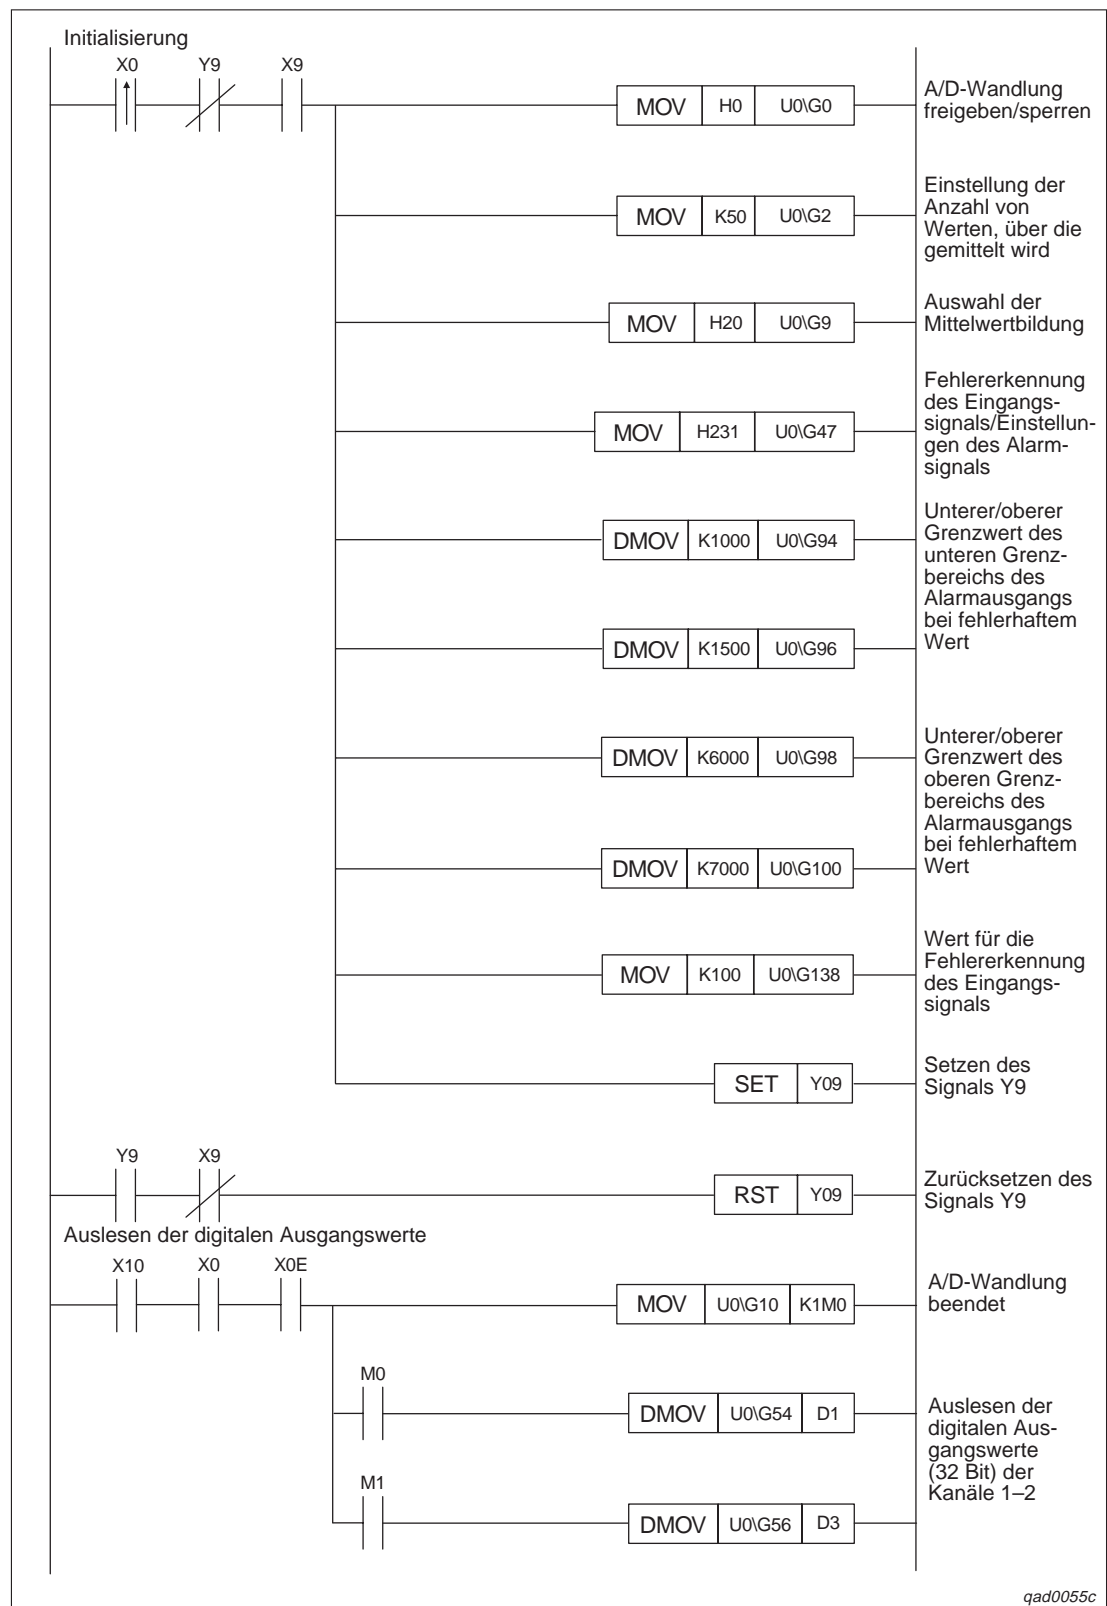 Initialisierung
X0 Y9 X9
MOV H0 U0\G0
A/D-Wandlung
freigeben/sperren
MOV K50 U0\G2
Einstellung der
Anzahl von
Werten, über die
gemittelt wird
MOV H20 U0\G9
Auswahl der
Mittelwertbildung
MOV H231 U0\G47
Fehlererkennung
des Eingangs-
signals/Einstellun-
gen des Alarm-
signals
DMOV K1000 U0\G94
DMOV K1500 U0\G96
Unterer/oberer
Grenzwert des
unteren Grenz-
bereichs des
Alarmausgangs
bei fehlerhaftem
Wert
DMOV K6000 U0\G98
DMOV K7000 U0\G100
Unterer/oberer
Grenzwert des
oberen Grenz-
bereichs des
Alarmausgangs
bei fehlerhaftem
Wert
MOV K100 U0\G138
Wert für die
Fehlererkennung
des Eingangs-
signals
SET Y09
Setzen des
Signals Y9
Y9 X9
RST Y09
Zurücksetzen des
Signals Y9
Auslesen der digitalen Ausgangswerte
X10 X0 X0E
MOV U0\G10 K1M0
A/D-Wandlung
beendet
M0
DMOV U0\G54 D1
M1
DMOV U0\G56 D3
Auslesen der
digitalen Aus-
gangswerte
(32 Bit) der
Kanäle 1–2
qad0055c